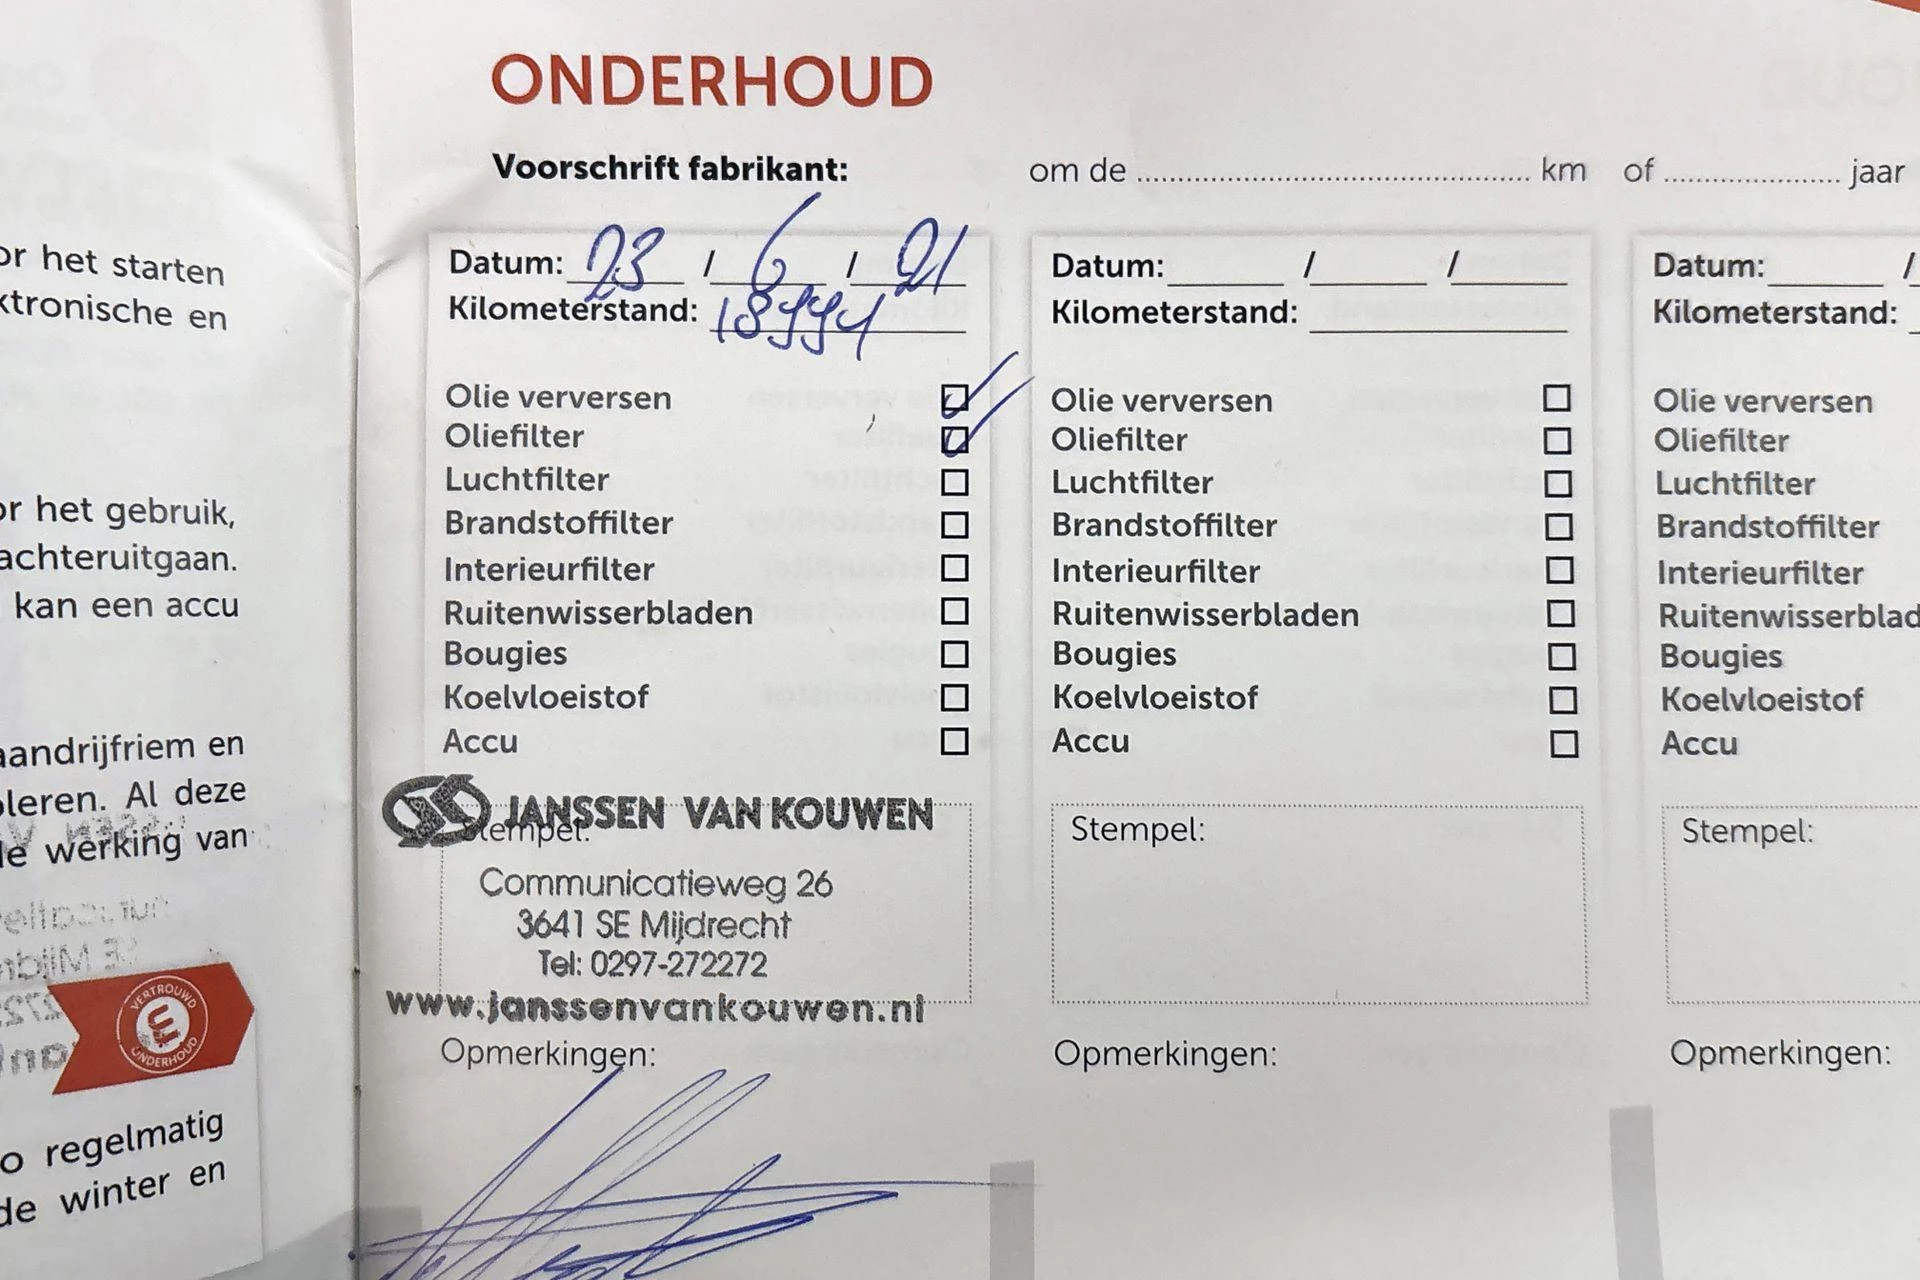 or het starten
ktronische en
or het gebruik,
achteruitgaan.
kan een accu
aandrijfriem en
leren. Al deze
de werking van
VERTROUWD
ONDERHOUD
o regelmatig
de winter en
ONDERHOUD
Voorschrift fabrikant: om de km of jaar
Datum: 23 / 6 / 21
Kilometerstand:
Olie verversen
Oliefilter
Luchtfilter
Brandstoffilter
Interieurfilter
Ruitenwisserbladen
Bougies
Koelvloeistof
Accu
Stempel:
JANSSEN VAN KOUWEN
Communicatieweg 26
3641 SE Mijdrecht
Tel: 0297-272272
www.janssenvankouwen.nl
Opmerkingen:
Datum: / /
Kilometerstand:
Olie verversen
Oliefilter
Luchtfilter
Brandstoffilter
Interieurfilter
Ruitenwisserbladen
Bougies
Koelvloeistof
Accu
Stempel:
Opmerkingen:
Datum: /
Kilometerstand:
Olie verversen
Oliefilter
Luchtfilter
Brandstoffilter
Interieurfilter
Ruitenwisserblad
Bougies
Koelvloeistof
Accu
Stempel:
Opmerkingen: